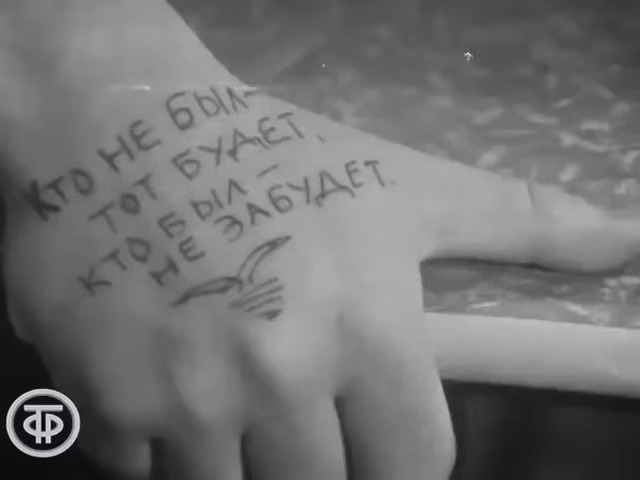 КТО НЕ БЫЛ-
ТОТ БУДЕТ,
КТО БЫЛ -
НЕ ЗАБУДЕТ.